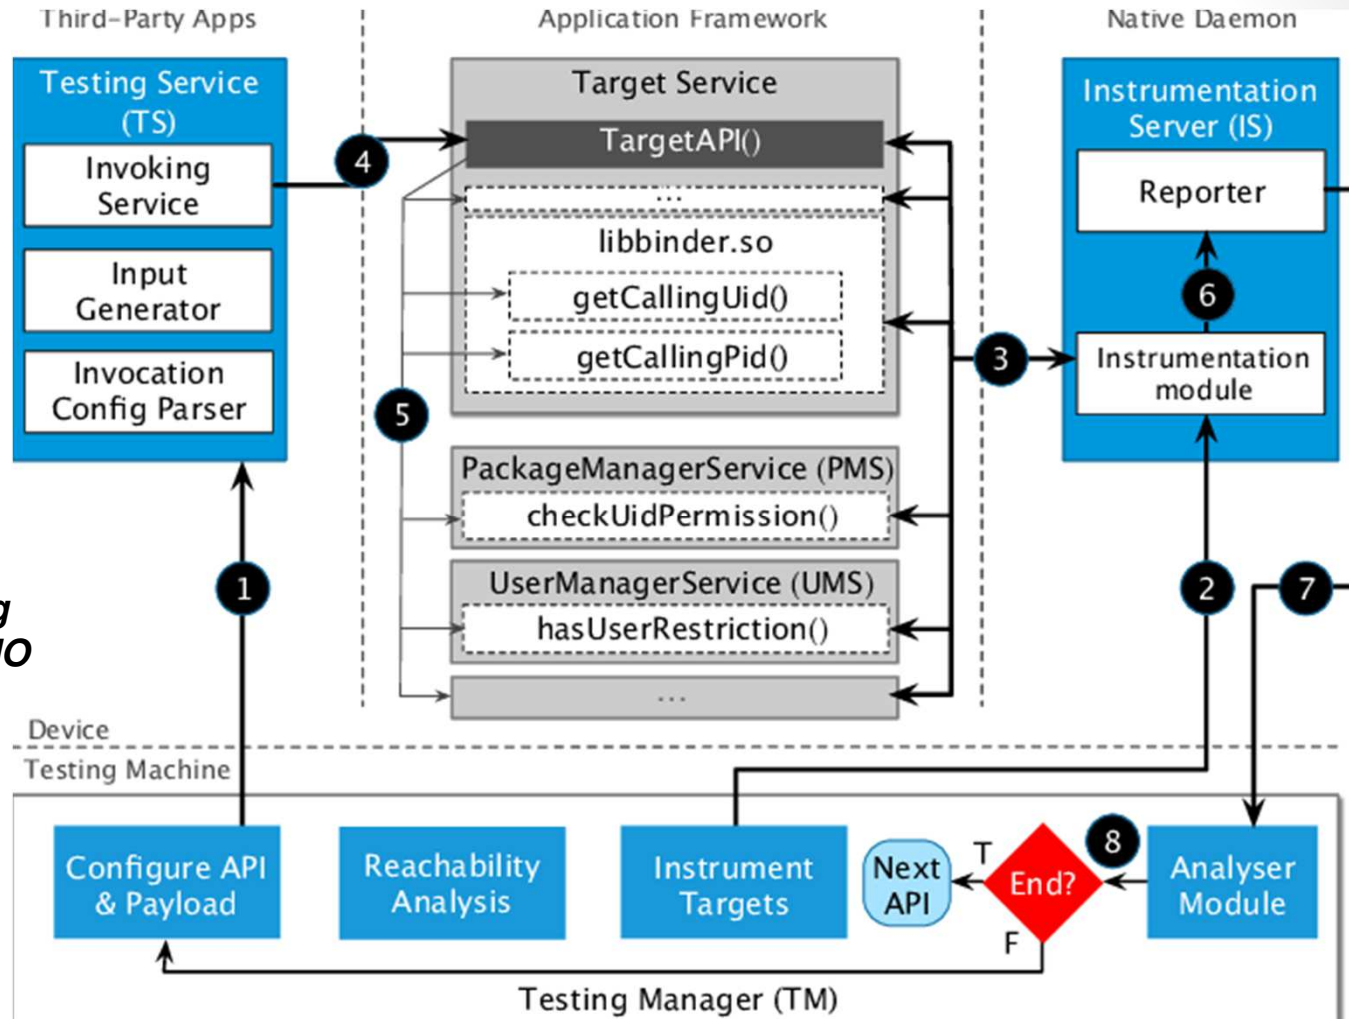 Third-Party Apps
Application Framework
Native Daemon
Testing Service
(TS)
Invoking
Service
Input
Generator
Invocation
Config Parser
4
Target Service
TargetAPI()
...
libbinder.so
getCallingUid()
getCallingPid()
5
PackageManagerService (PMS)
checkUidPermission()
UserManagerService (UMS)
hasUserRestriction()
...
3
Instrumentation
Server (IS)
Reporter
6
Instrumentation
module
1
2
7
g
Device
Testing Machine
Configure API
& Payload
Reachability
Analysis
Instrument
Targets
Next
API
T
End?
F
8
Analyser
Module
Testing Manager (TM)